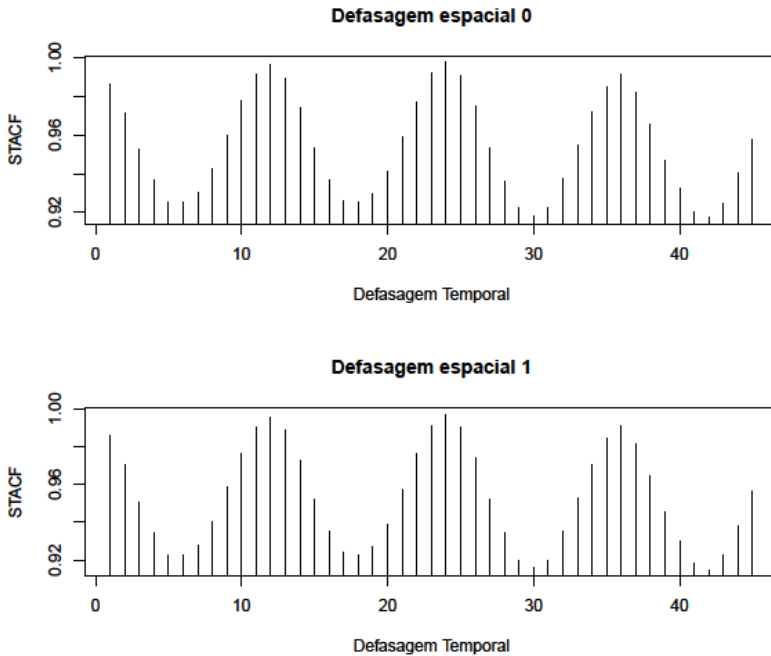 Defasagem espacial 0
STACF
1.00
0.96
0.92
0 10 20 30 40
Defasagem Temporal
Defasagem espacial 1
STACF
1.00
0.96
0.92
0 10 20 30 40
Defasagem Temporal